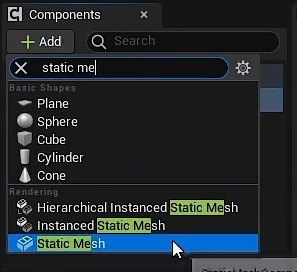 Components ×
+ Add Search
static me
Basic Shapes
Plane
Sphere
Cube
Cylinder
Cone
Rendering
Hierarchical Instanced Static Mesh
Instanced Static Mesh
Static Mesh